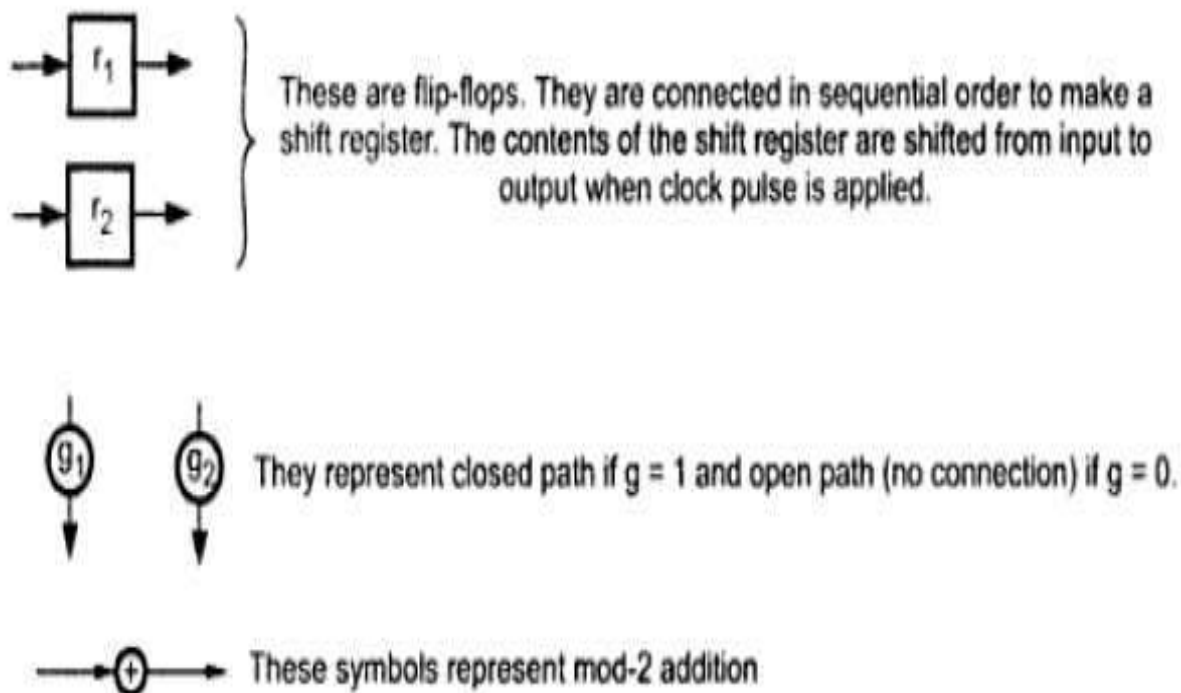 r1
These are flip-flops. They are connected in sequential order to make a
shift register. The contents of the shift register are shifted from input to
output when clock pulse is applied.
r2
g1 g2 They represent closed path if g = 1 and open path (no connection) if g = 0.
+ These symbols represent mod-2 addition